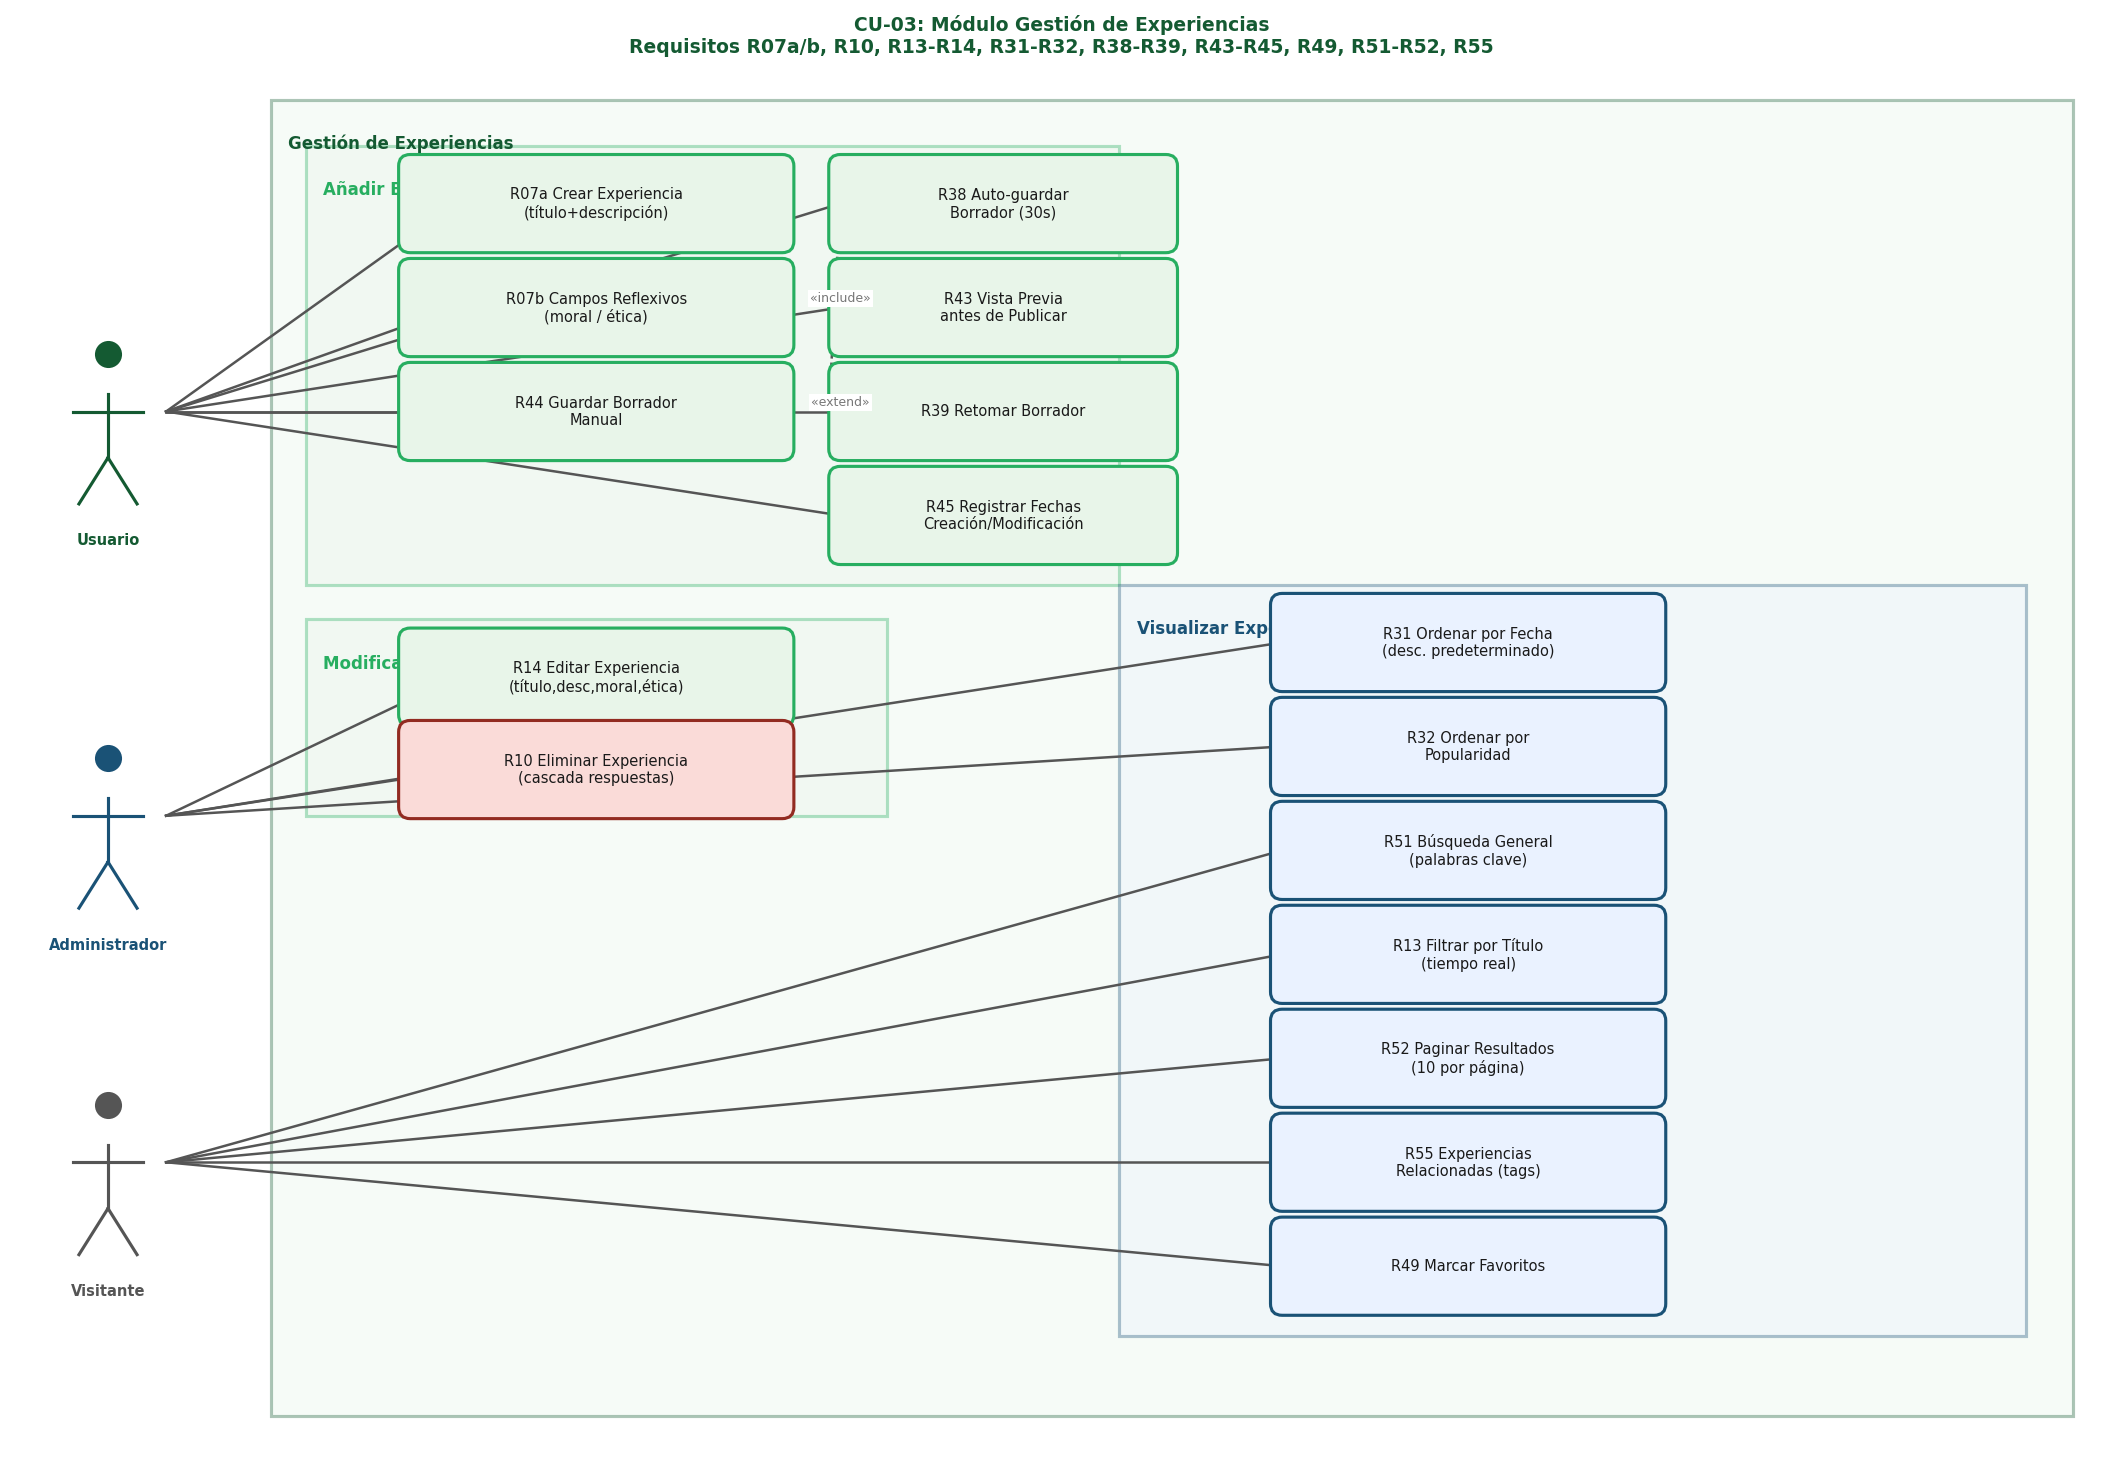 CU-03: Módulo Gestión de Experiencias
Requisitos R07a/b, R10, R13-R14, R31-R32, R38-R39, R43-R45, R49, R51-R52, R55
Gestión de Experiencias
Añadir E
R07a Crear Experiencia
(título+descripción)
R38 Auto-guardar
Borrador (30s)
R07b Campos Reflexivos
(moral / ética)
«include»
R43 Vista Previa
antes de Publicar
R44 Guardar Borrador
Manual
«extend»
R39 Retomar Borrador
R45 Registrar Fechas
Creación/Modificación
Usuario
Modifica
R14 Editar Experiencia
(título,desc,moral,ética)
R10 Eliminar Experiencia
(cascada respuestas)
Administrador
Visualizar Exp
R31 Ordenar por Fecha
(desc. predeterminado)
R32 Ordenar por
Popularidad
R51 Búsqueda General
(palabras clave)
R13 Filtrar por Título
(tiempo real)
R52 Paginar Resultados
(10 por página)
R55 Experiencias
Relacionadas (tags)
R49 Marcar Favoritos
Visitante